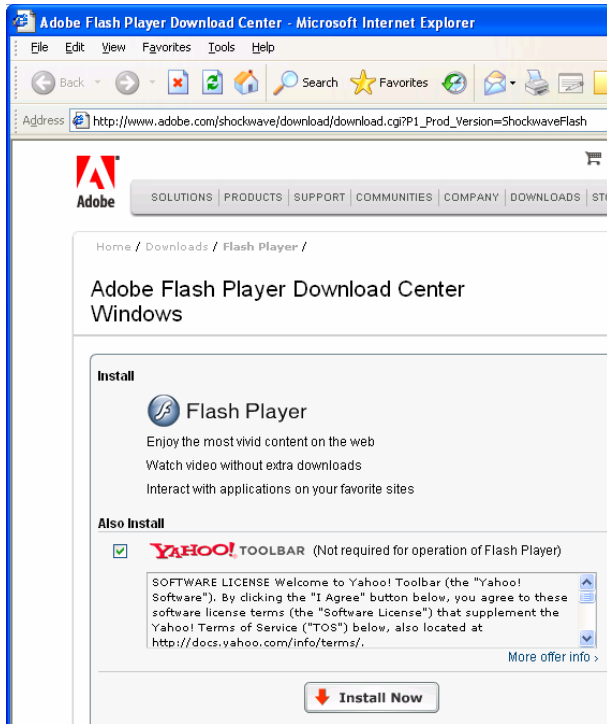 Adobe Flash Player Download Center - Microsoft Internet Explorer
File Edit View Favorites Tools Help
Back Search Favorites
Address http://www.adobe.com/shockwave/download/download.cgi?P1_Prod_Version=ShockwaveFlash
Adobe
SOLUTIONS PRODUCTS SUPPORT COMMUNITIES COMPANY DOWNLOADS STO
Home / Downloads / Flash Player /
Adobe Flash Player Download Center
Windows
Install
Flash Player
Enjoy the most vivid content on the web
Watch video without extra downloads
Interact with applications on your favorite sites
Also Install
YAHOO! TOOLBAR (Not required for operation of Flash Player)
SOFTWARE LICENSE Welcome to Yahoo! Toolbar (the "Yahoo!
Software"). By clicking the "I Agree" button below, you agree to these
software license terms (the "Software License") that supplement the
Yahoo! Terms of Service ("TOS") below, also located at
http://docs.yahoo.com/info/terms/.
More offer info ›
Install Now